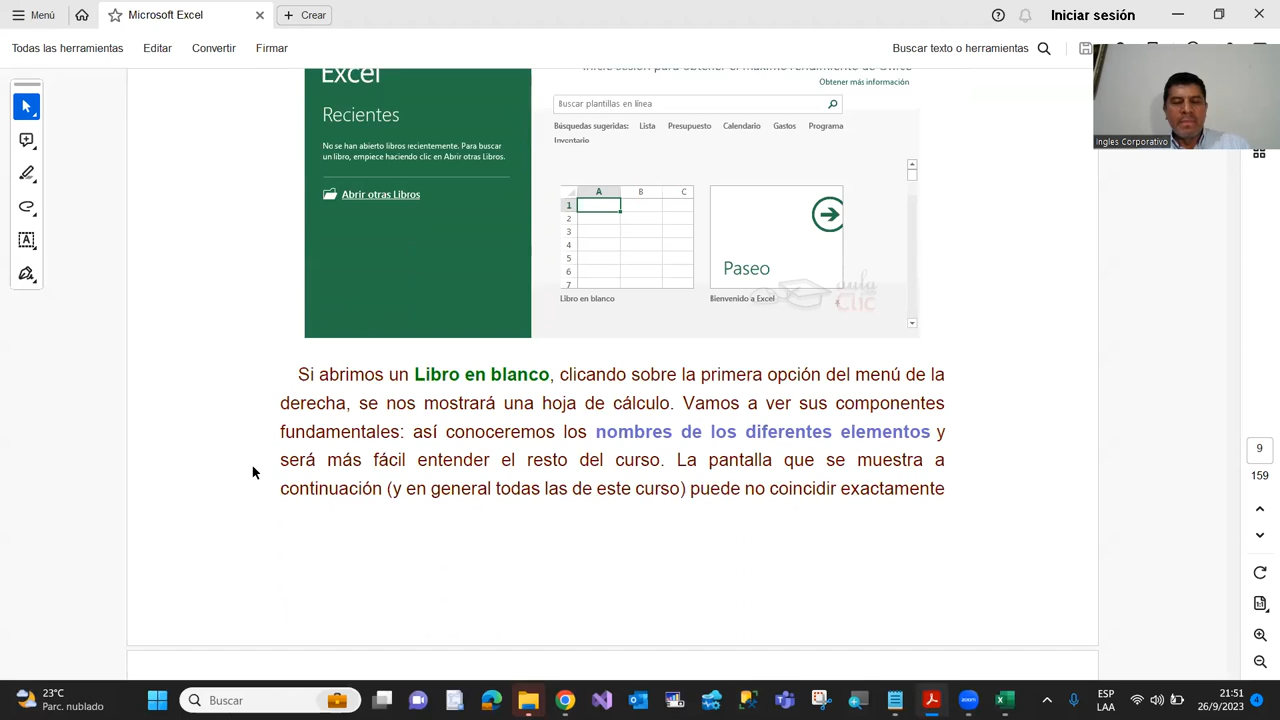 Menú
Microsoft Excel
Crear
Iniciar sesión
Todas las herramientas
Editar
Convertir
Firmar
Buscar texto o herramientas
Ingles Corporativo
Excel
Obtener más información
Recientes
Buscar plantillas en línea
Búsquedas sugeridas: Lista Presupuesto Calendario Gastos Programa
Inventario
No se han abierto libros recientemente. Para buscar
un libro, empiece haciendo clic en Abrir otras Libros.
Abrir otras Libros
A B C
1
2
3
4
5
6
7
Paseo
Libro en blanco
Bienvenido a Excel
aula
Clic
Si abrimos un Libro en blanco, clicando sobre la primera opción del menú de la
derecha, se nos mostrará una hoja de cálculo. Vamos a ver sus componentes
fundamentales: así conoceremos los nombres de los diferentes elementos y
será más fácil entender el resto del curso. La pantalla que se muestra a
continuación (y en general todas las de este curso) puede no coincidir exactamente
9
159
23°C
Parc. nublado
Buscar
ESP
LAA
21:51
26/9/2023
4